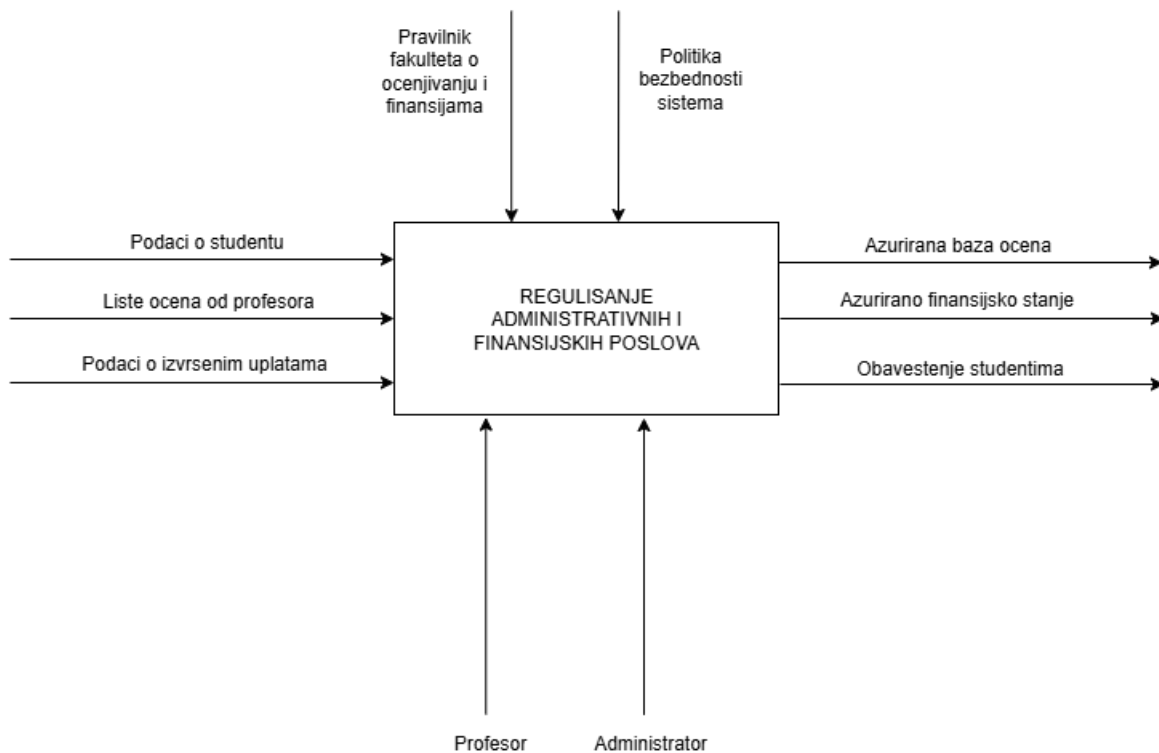 Pravilnik
fakulteta o
ocenjivanju i
finansijama
Politika
bezbednosti
sistema
Podaci o studentu
Liste ocena od profesora
Podaci o izvrsenim uplatama
REGULISANJE
ADMINISTRATIVNIH I
FINANSIJSKIH POSLOVA
Azurirana baza ocena
Azurirano finansijsko stanje
Obavestenje studentima
Profesor
Administrator